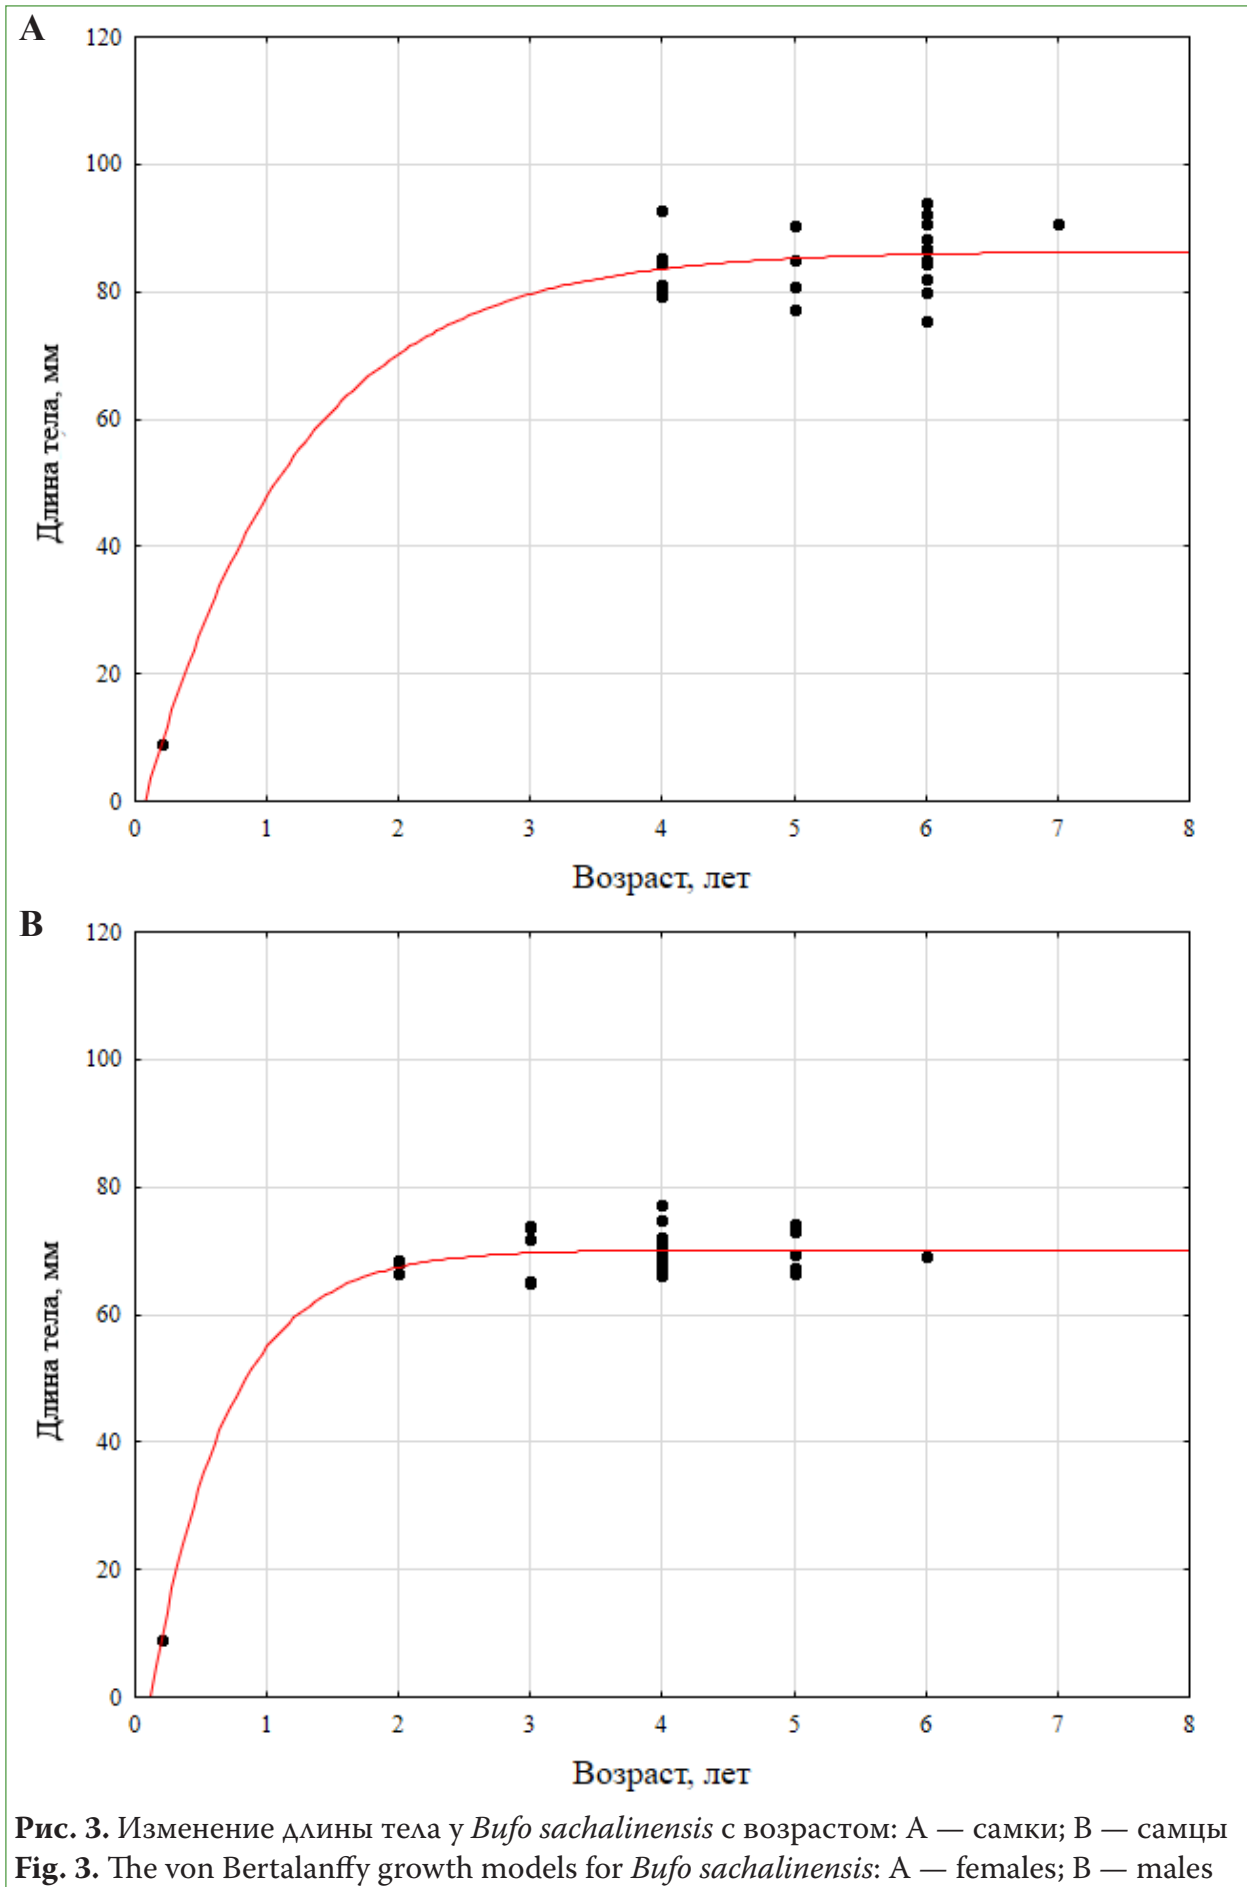 A
120
100
80
60
40
20
0
0 1 2 3 4 5 6 7 8
Длина тела, мм
Возраст, лет
B
120
100
80
60
40
20
0
0 1 2 3 4 5 6 7 8
Длина тела, мм
Возраст, лет
Рис. 3. Изменение длины тела у Bufo sachalinensis с возрастом: A — самки; B — самцы
Fig. 3. The von Bertalanffy growth models for Bufo sachalinensis: A — females; B — males